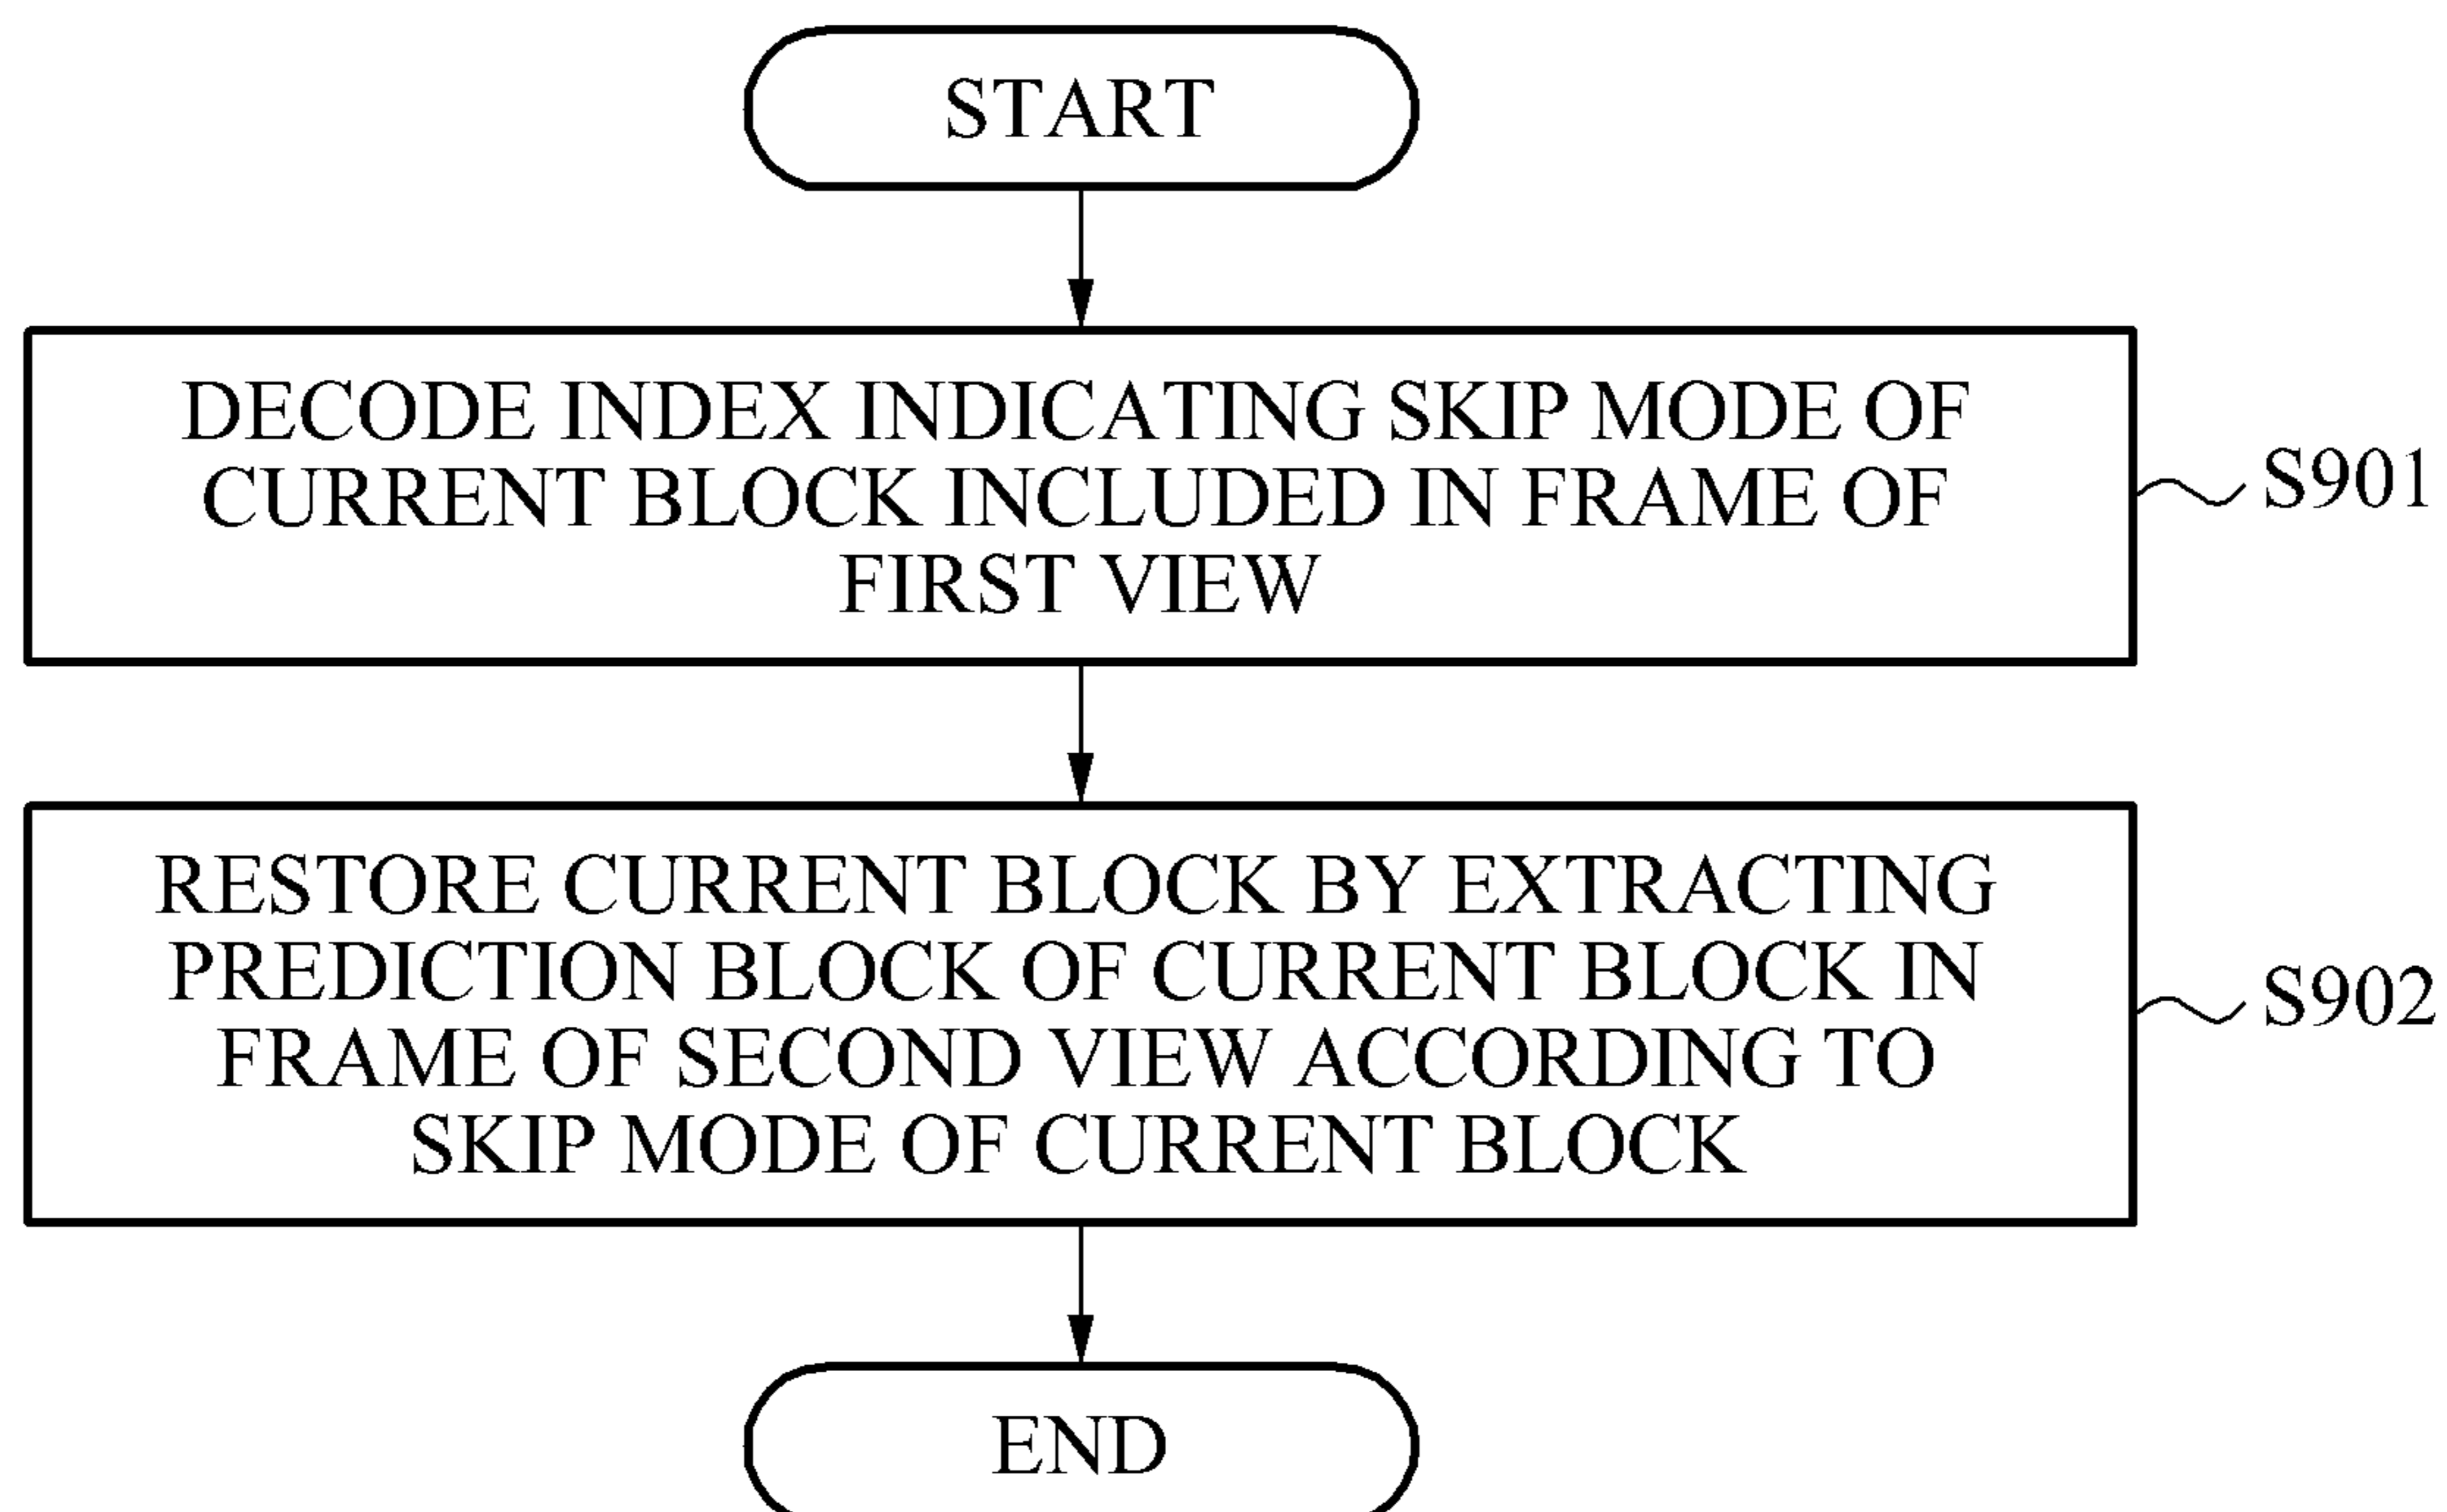 START
DECODE INDEX INDICATING SKIP MODE OF
CURRENT BLOCK INCLUDED IN FRAME OF
FIRST VIEW
S901
RESTORE CURRENT BLOCK BY EXTRACTING
PREDICTION BLOCK OF CURRENT BLOCK IN
FRAME OF SECOND VIEW ACCORDING TO
SKIP MODE OF CURRENT BLOCK
S902
END